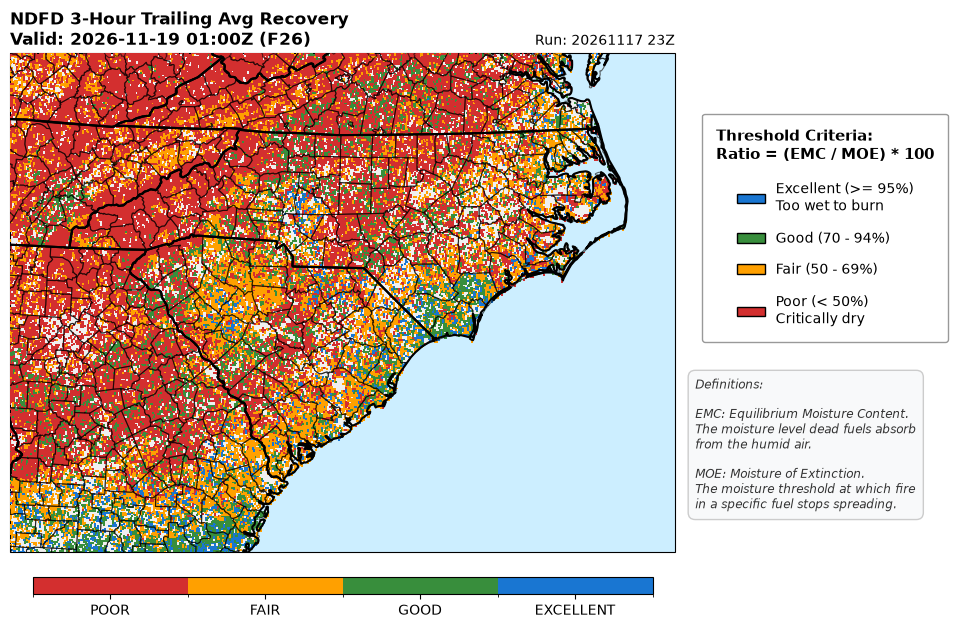 NDFD 3-Hour Trailing Avg Recovery
Valid: 2026-11-19 01:00Z (F26)
Run: 20261117 23Z
Threshold Criteria:
Ratio = (EMC / MOE) * 100
Excellent (>= 95%)
Too wet to burn
Good (70 - 94%)
Fair (50 - 69%)
Poor (< 50%)
Critically dry
Definitions:
EMC: Equilibrium Moisture Content.
The moisture level dead fuels absorb
from the humid air.
MOE: Moisture of Extinction.
The moisture threshold at which fire
in a specific fuel stops spreading.
POOR
FAIR
GOOD
EXCELLENT